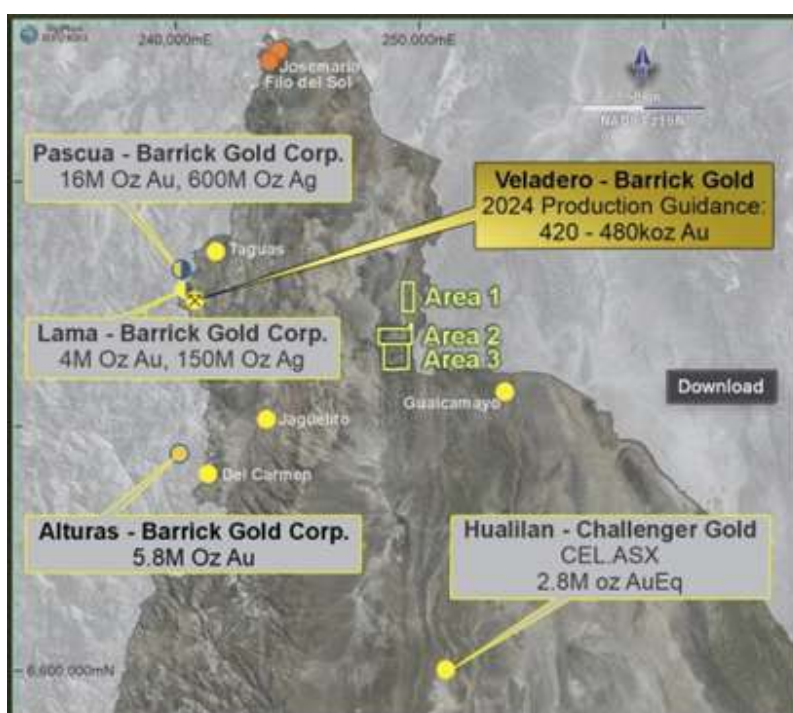 240,000mE
250,000mE
Josemaria
Filo del Sol
Pascua - Barrick Gold Corp.
16M Oz Au, 600M Oz Ag
Veladero - Barrick Gold
2024 Production Guidance:
420 - 480koz Au
Taguas
Area 1
Lama - Barrick Gold Corp.
4M Oz Au, 150M Oz Ag
Area 2
Area 3
Download
Gualcamayo
Jagüelito
Del Carmen
Alturas - Barrick Gold Corp.
5.8M Oz Au
Hualilan - Challenger Gold
CEL.ASX
2.8M oz AuEq
6,600,000mN